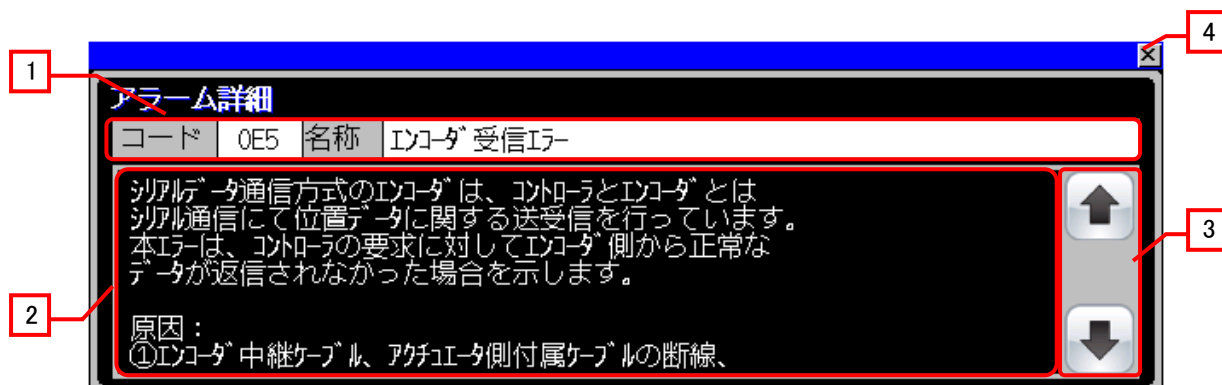 4
×
1
アラーム詳細
コード 0E5 名称 ｴﾝｺｰﾀﾞ受信ｴﾗｰ
ｼﾘｱﾙﾃﾞｰﾀ通信方式のｴﾝｺｰﾀﾞは、ｺﾝﾄﾛｰﾗとｴﾝｺｰﾀﾞとは
ｼﾘｱﾙ通信にて位置ﾃﾞｰﾀに関する送受信を行っています。
本ｴﾗｰは、ｺﾝﾄﾛｰﾗの要求に対してｴﾝｺｰﾀﾞ側から正常な
ﾃﾞｰﾀが返信されなかった場合を示します。
3
2
原因：
①ｴﾝｺｰﾀﾞ中継ｹｰﾌﾞﾙ、ｱｸﾁｭｴｰﾀ側付属ｹｰﾌﾞﾙの断線、